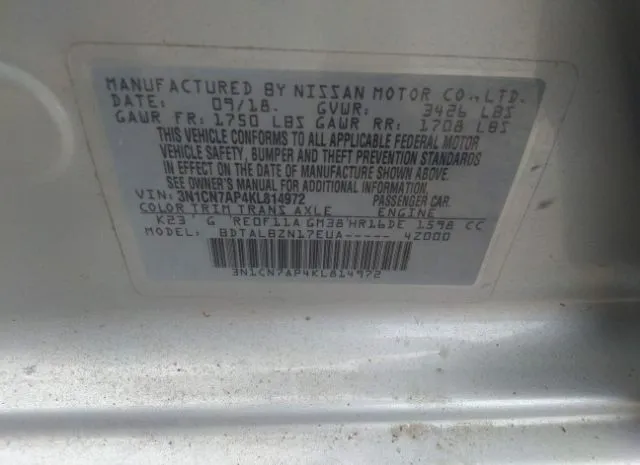 MANUFACTURED BY NISSAN MOTOR CO., LTD.
DATE: 09/18. GVWR: 3426 LBS
GAWR FR: 1750 LBS GAWR RR: 1708 LBS
THIS VEHICLE CONFORMS TO ALL APPLICABLE FEDERAL MOTOR
VEHICLE SAFETY, BUMPER AND THEFT PREVENTION STANDARDS
IN EFFECT ON THE DATE OF MANUFACTURE SHOWN ABOVE.
SEE OWNER'S MANUAL FOR ADDITIONAL INFORMATION.
VIN: 3N1CN7AP4KL814972 PASSENGER CAR.
COLOR TRIM TRANS AXLE ENGINE
K23 G RE0F11A GM38 HR16DE 1598 CC
MODEL: BDTALBZN17EUA----- 4Z000
3N1CN7AP4KL814972